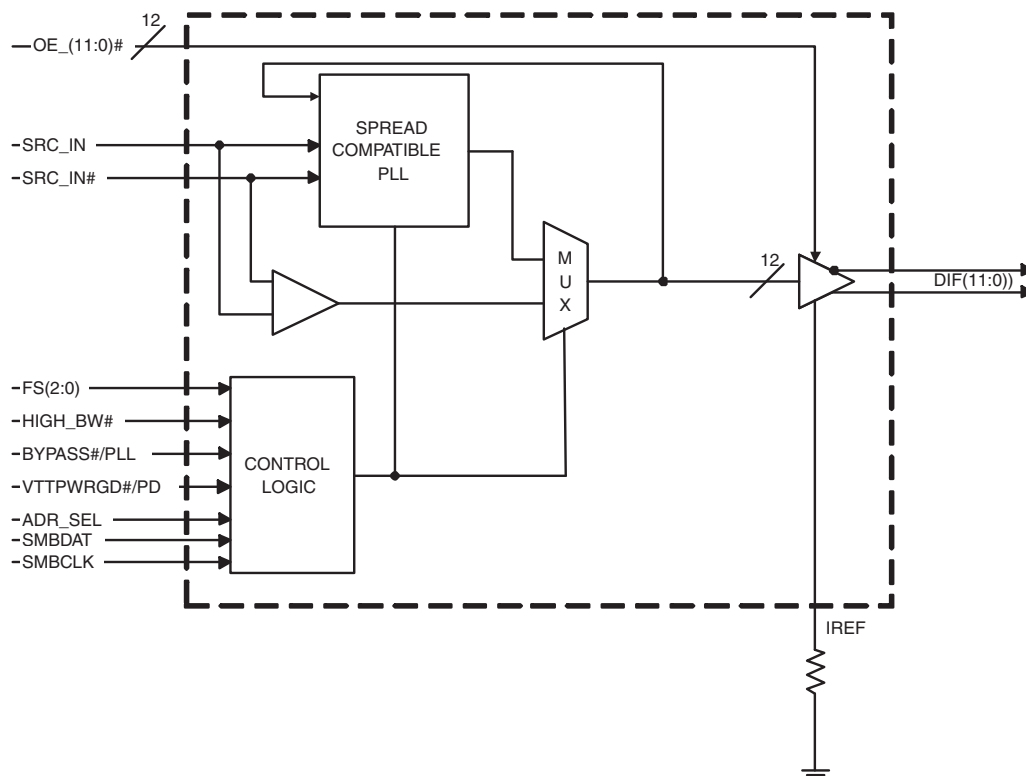 12
OE_(11:0)#
SRC_IN
SRC_IN#
SPREAD
COMPATIBLE
PLL
M
U
X
12
DIF(11:0))
FS(2:0)
HIGH_BW#
BYPASS#/PLL
VTTPWRGD#/PD
ADR_SEL
SMBDAT
SMBCLK
CONTROL
LOGIC
IREF